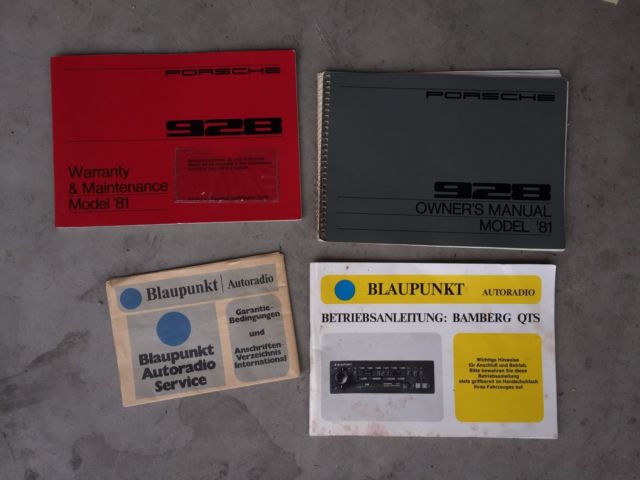 PORSCHE
928
Warranty
& Maintenance
Model '81
PORSCHE
928
OWNER'S MANUAL
MODEL '81
Blaupunkt Autoradio
Blaupunkt
Autoradio
Service
Garantie-
Bedingungen
und
Anschriften-
Verzeichnis
International
BLAUPUNKT AUTORADIO
BETRIEBSANLEITUNG: BAMBERG QTS
Wichtige Hinweise
für Anschluß und Betrieb.
Bitte bewahren Sie diese
Betriebsanleitung
stets griffbereit im Handschuhfach
Ihres Fahrzeuges auf.